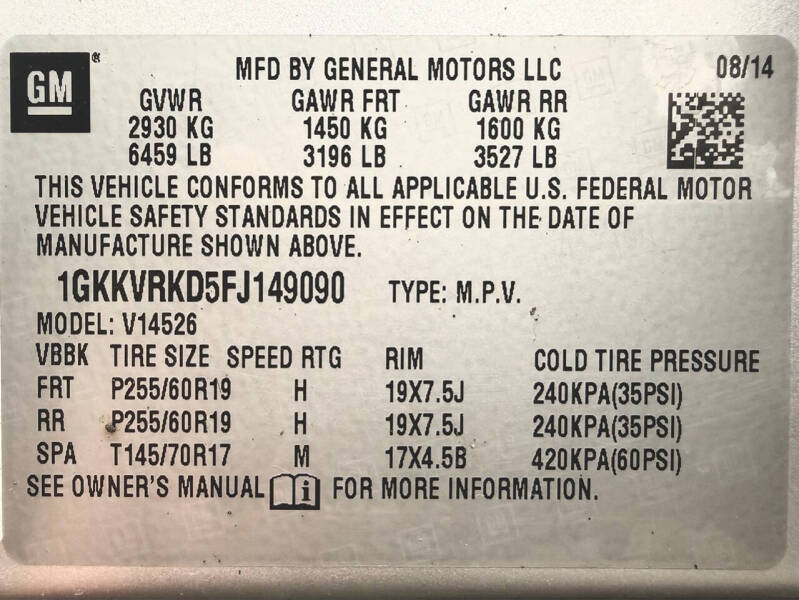 GM® MFD BY GENERAL MOTORS LLC 08/14
GVWR GAWR FRT GAWR RR
2930 KG 1450 KG 1600 KG
6459 LB 3196 LB 3527 LB
THIS VEHICLE CONFORMS TO ALL APPLICABLE U.S. FEDERAL MOTOR
VEHICLE SAFETY STANDARDS IN EFFECT ON THE DATE OF
MANUFACTURE SHOWN ABOVE.
1GKKVRKD5FJ149090 TYPE: M.P.V.
MODEL: V14526
VBBK TIRE SIZE SPEED RTG RIM COLD TIRE PRESSURE
FRT P255/60R19 H 19X7.5J 240KPA(35PSI)
RR P255/60R19 H 19X7.5J 240KPA(35PSI)
SPA T145/70R17 M 17X4.5B 420KPA(60PSI)
SEE OWNER'S MANUAL i FOR MORE INFORMATION.